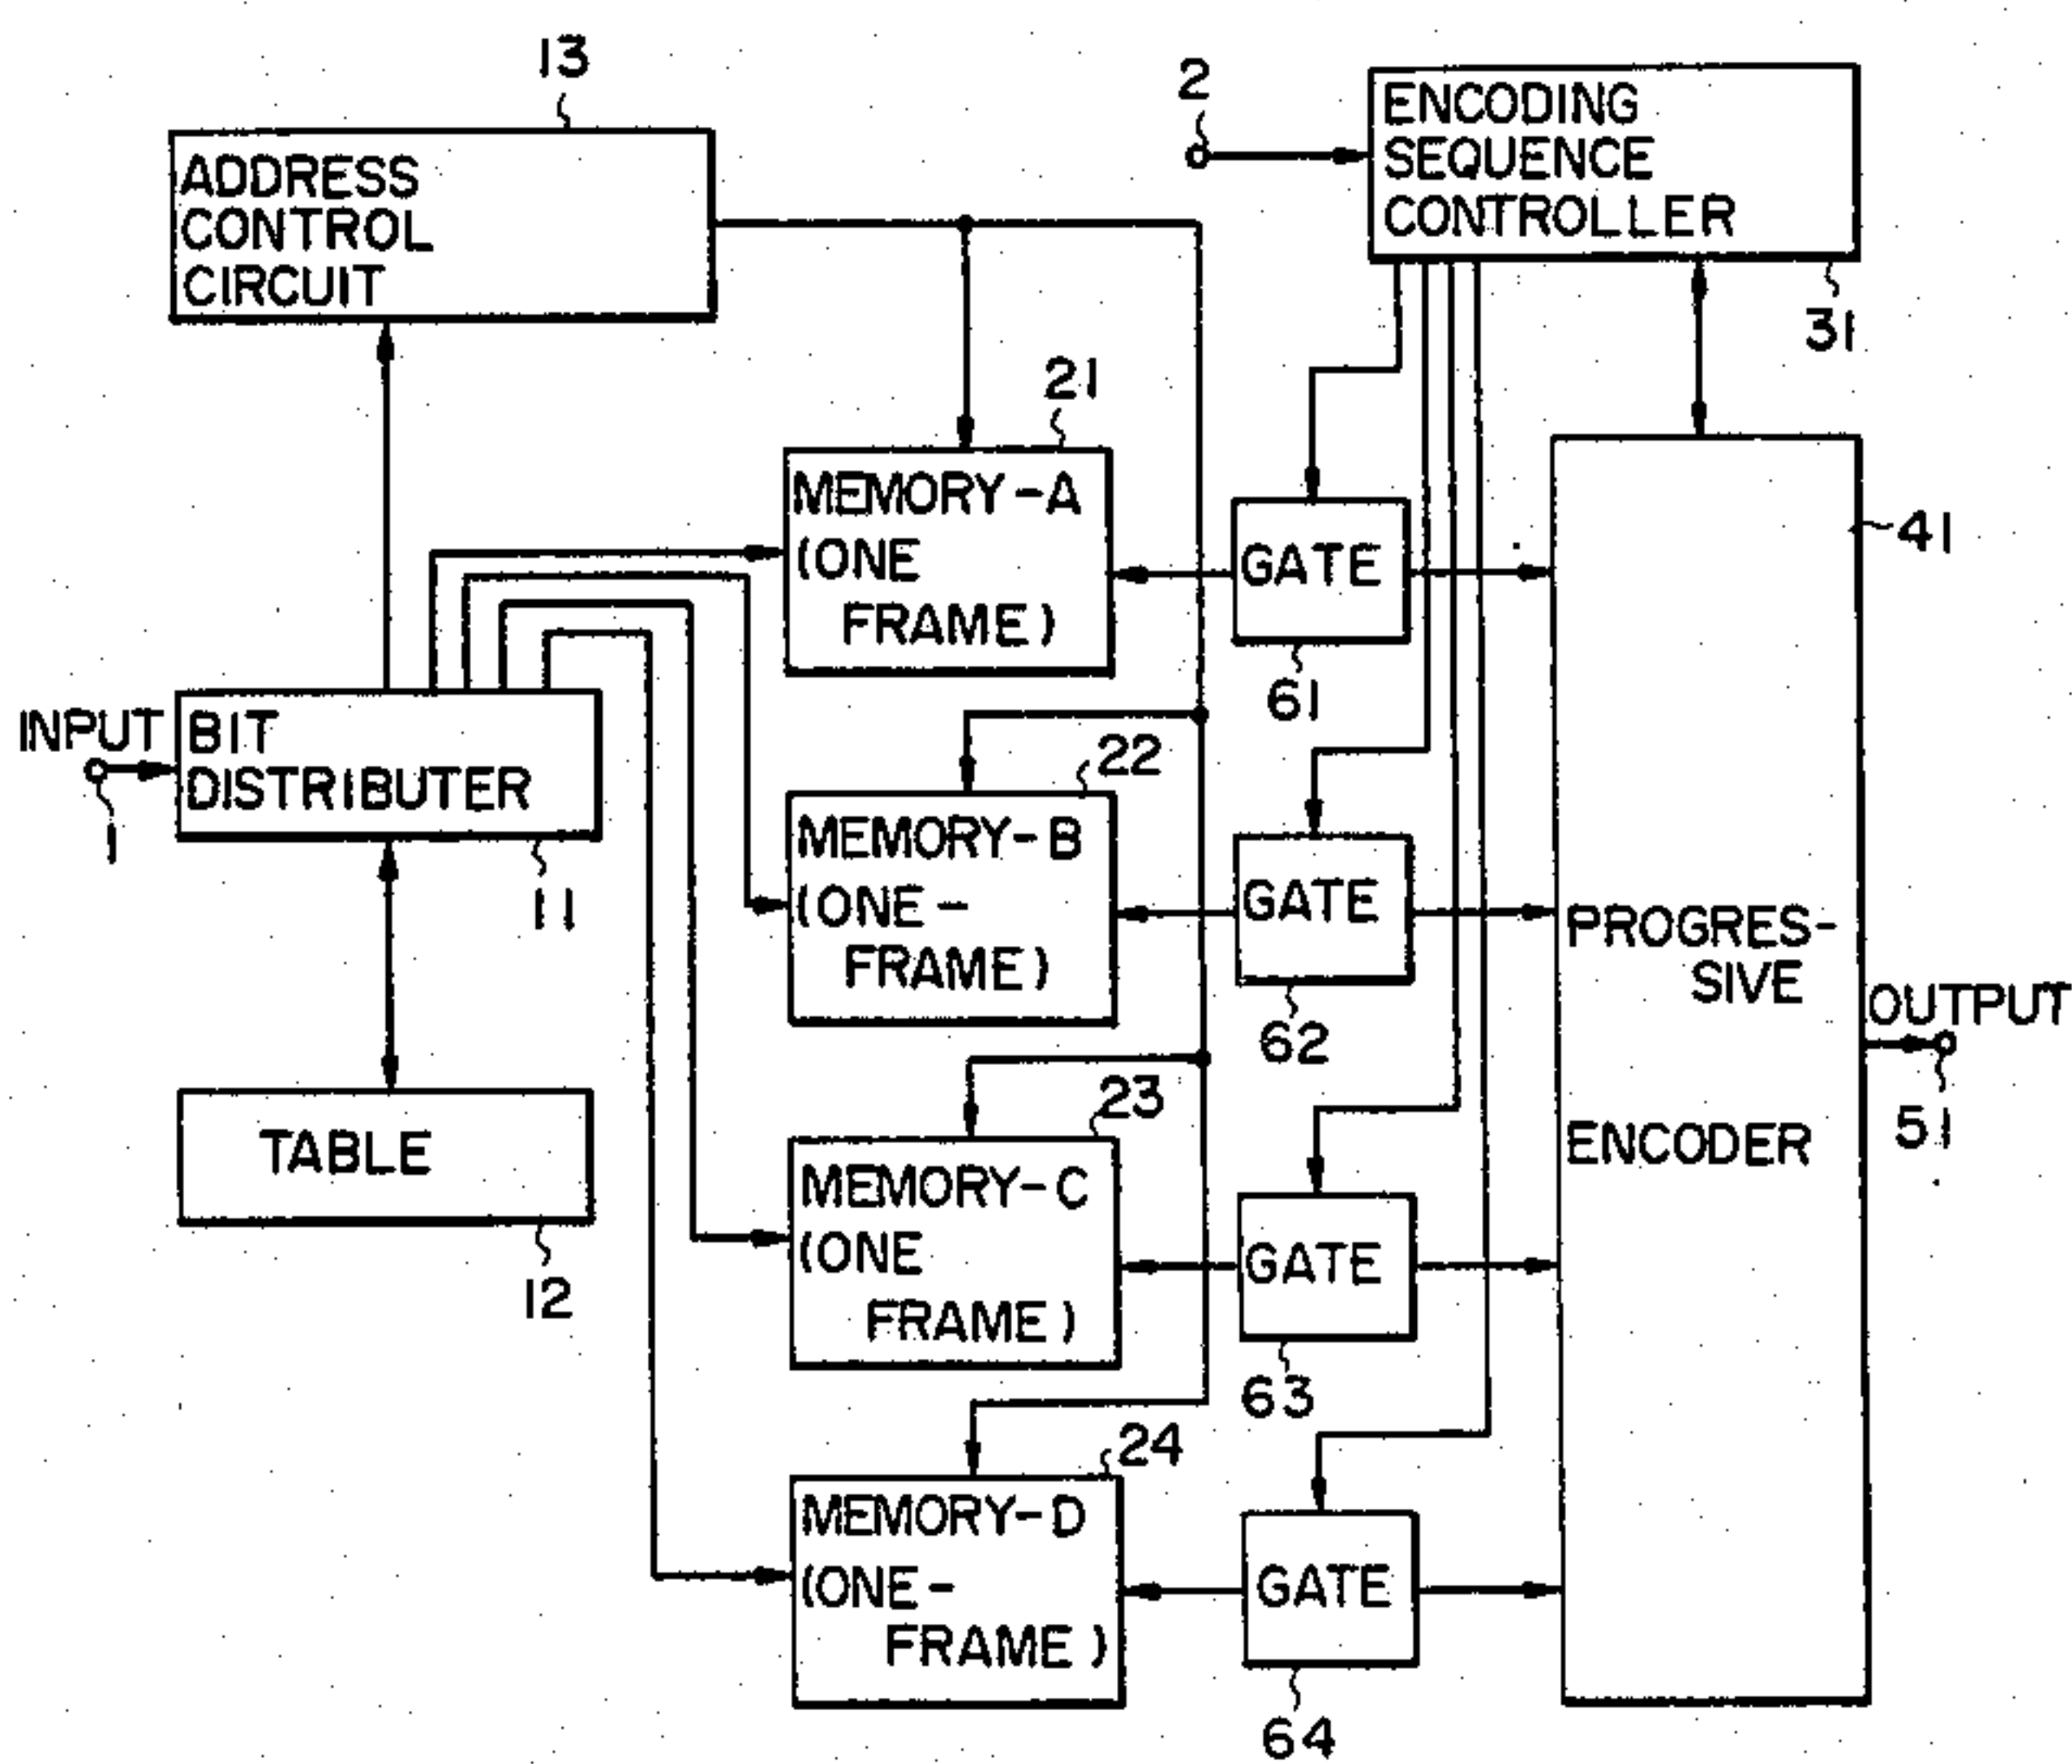 13
ADDRESS
CONTROL
CIRCUIT
2
ENCODING
SEQUENCE
CONTROLLER
31
21
MEMORY-A
(ONE
FRAME)
GATE
61
41
INPUT
1
BIT
DISTRIBUTER
11
22
MEMORY-B
(ONE-
FRAME)
GATE
62
PROGRES-
SIVE
ENCODER
OUTPUT
51
TABLE
12
23
MEMORY-C
(ONE
FRAME)
GATE
63
24
MEMORY-D
(ONE-
FRAME)
GATE
64